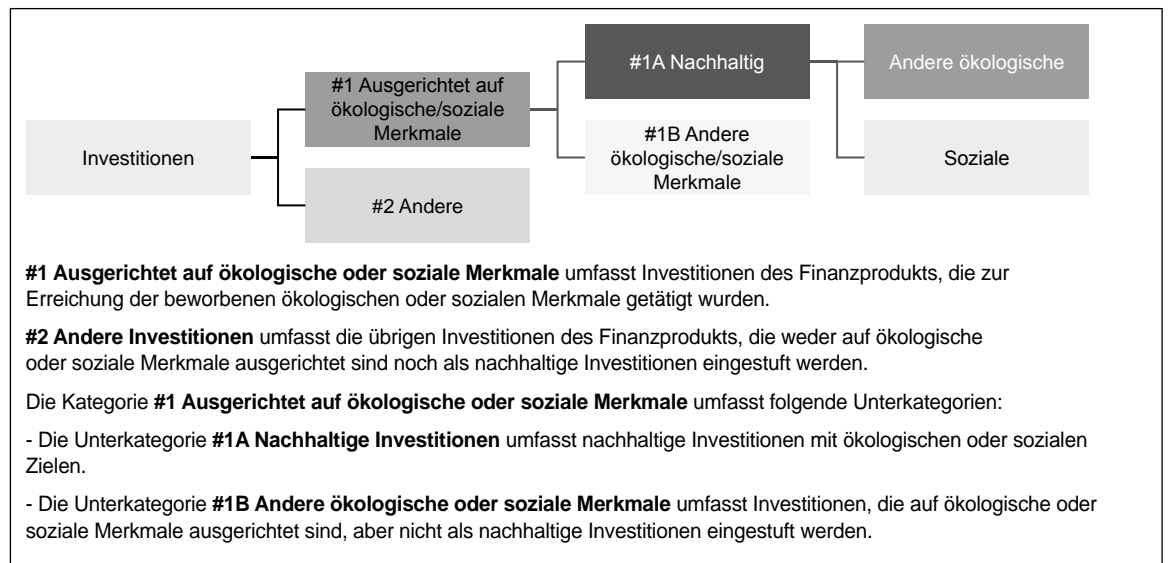 Investitionen
#1 Ausgerichtet auf
ökologische/soziale
Merkmale
#2 Andere
#1A Nachhaltig
#1B Andere
ökologische/soziale
Merkmale
Andere ökologische
Soziale
#1 Ausgerichtet auf ökologische oder soziale Merkmale umfasst Investitionen des Finanzprodukts, die zur
Erreichung der beworbenen ökologischen oder sozialen Merkmale getätigt wurden.
#2 Andere Investitionen umfasst die übrigen Investitionen des Finanzprodukts, die weder auf ökologische
oder soziale Merkmale ausgerichtet sind noch als nachhaltige Investitionen eingestuft werden.
Die Kategorie #1 Ausgerichtet auf ökologische oder soziale Merkmale umfasst folgende Unterkategorien:
- Die Unterkategorie #1A Nachhaltige Investitionen umfasst nachhaltige Investitionen mit ökologischen oder sozialen
Zielen.
- Die Unterkategorie #1B Andere ökologische oder soziale Merkmale umfasst Investitionen, die auf ökologische oder
soziale Merkmale ausgerichtet sind, aber nicht als nachhaltige Investitionen eingestuft werden.